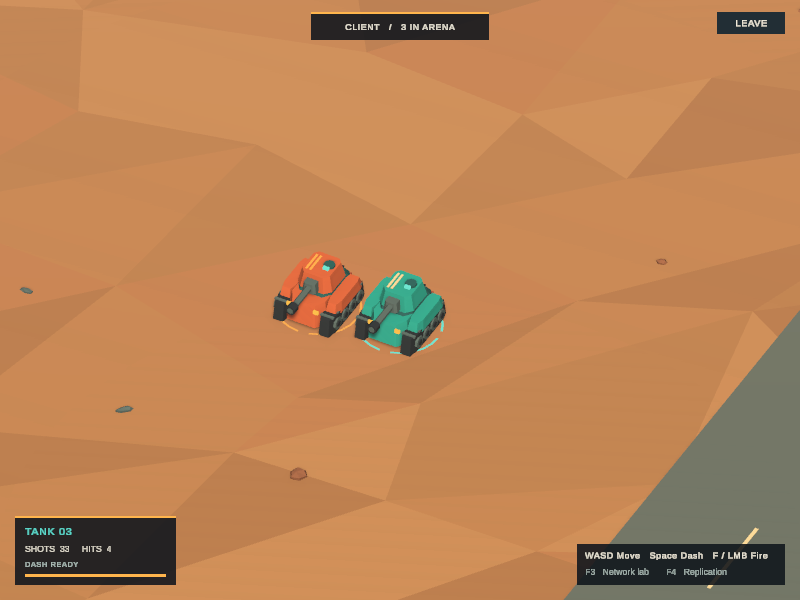 CLIENT / 3 IN ARENA
LEAVE
TANK 03
SHOTS 33 HITS 4
DASH READY
WASD Move Space Dash F / LMB Fire
F3 Network lab F4 Replication